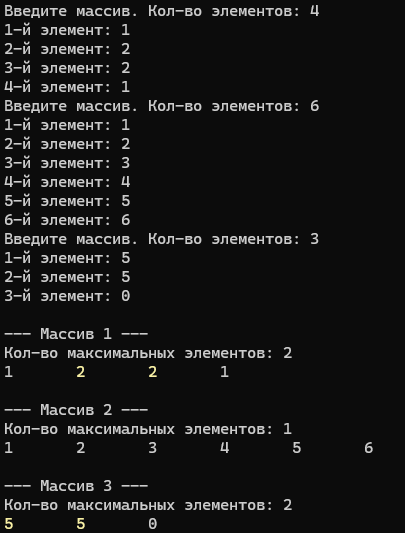 Введите массив. Кол-во элементов: 4
1-й элемент: 1
2-й элемент: 2
3-й элемент: 2
4-й элемент: 1
Введите массив. Кол-во элементов: 6
1-й элемент: 1
2-й элемент: 2
3-й элемент: 3
4-й элемент: 4
5-й элемент: 5
6-й элемент: 6
Введите массив. Кол-во элементов: 3
1-й элемент: 5
2-й элемент: 5
3-й элемент: 0
--- Массив 1 ---
Кол-во максимальных элементов: 2
1 2 2 1
--- Массив 2 ---
Кол-во максимальных элементов: 1
1 2 3 4 5 6
--- Массив 3 ---
Кол-во максимальных элементов: 2
5 5 0